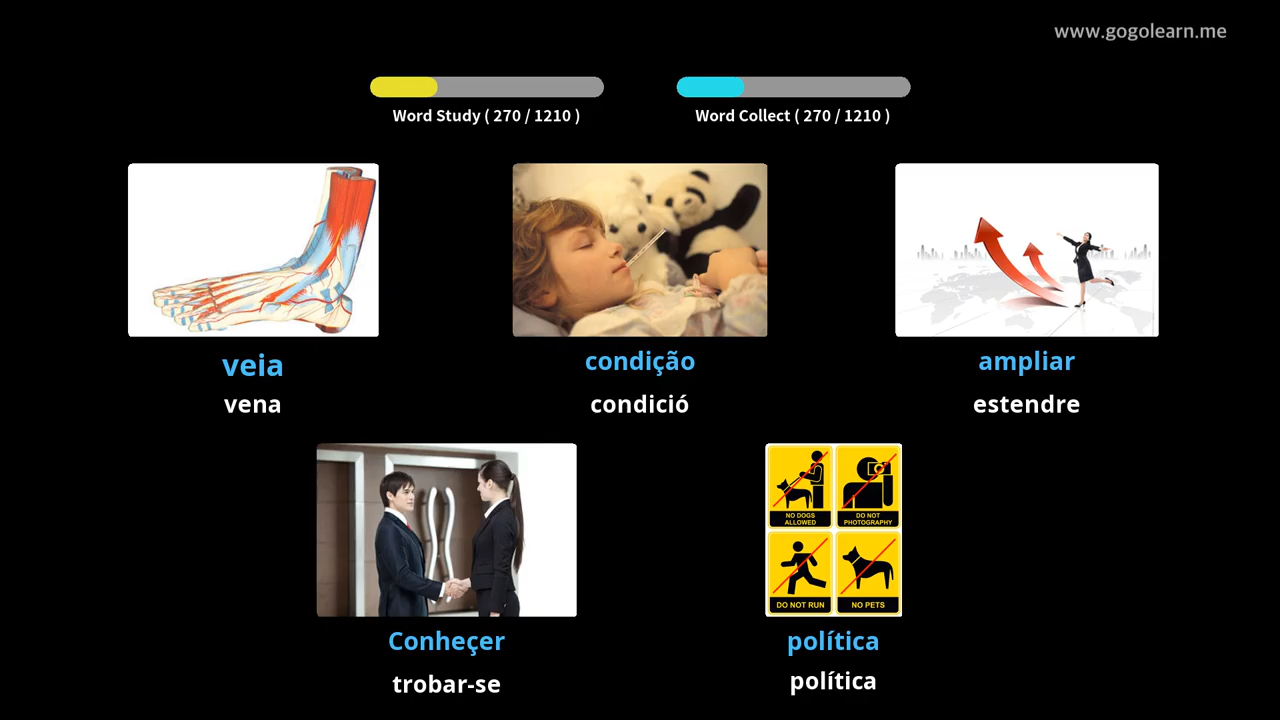 www.gogolearn.me
Word Study ( 270 / 1210 )
Word Collect ( 270 / 1210 )
veia
condição
ampliar
vena
condició
estendre
NO DOGS
ALLOWED
DO NOT
PHOTOGRAPHY
DO NOT RUN
NO PETS
Conheçer
política
trobar-se
política